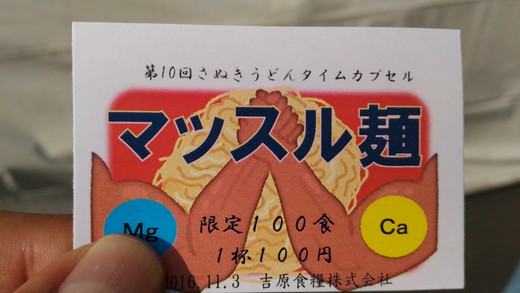 第10回さぬきうどんタイムカプセル
マッスル麺
Mg
限定100食
Ca
1杯100円
2016.11.3 吉原食糧株式会社